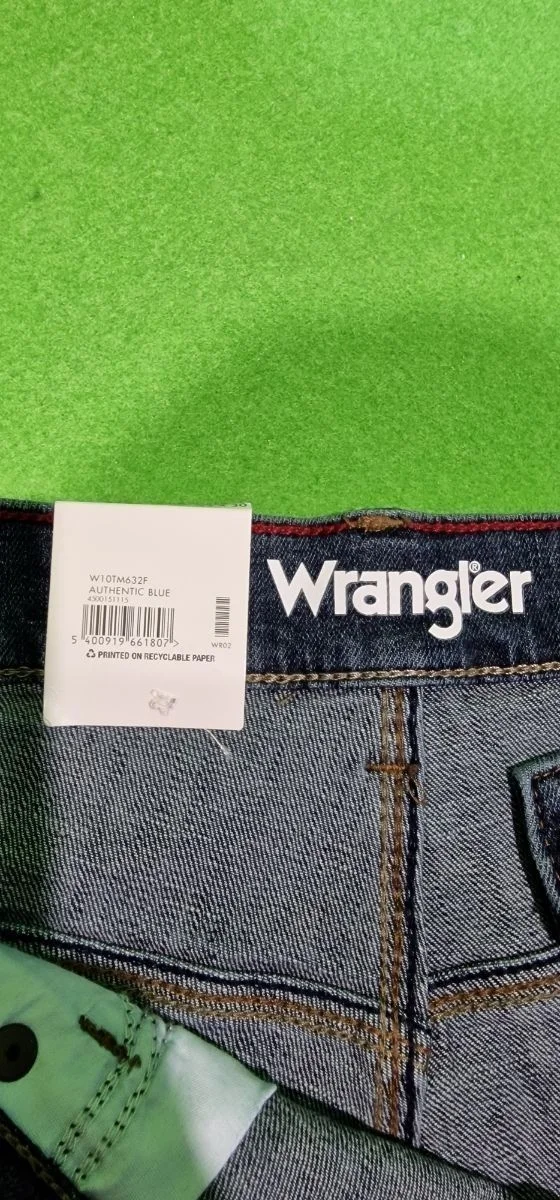 W10TM632F
AUTHENTIC BLUE
4500151115
5 400919 661807 >
WR02
PRINTED ON RECYCLABLE PAPER
Wrangler®